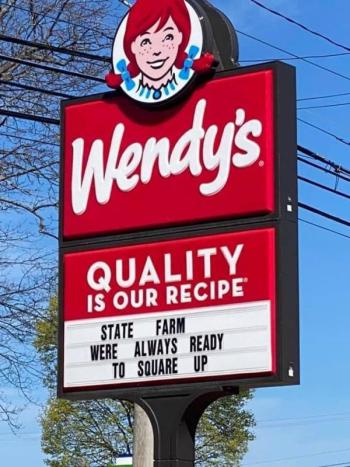 Wendy's®
QUALITY
IS OUR RECIPE®
STATE FARM
WERE ALWAYS READY
TO SQUARE UP